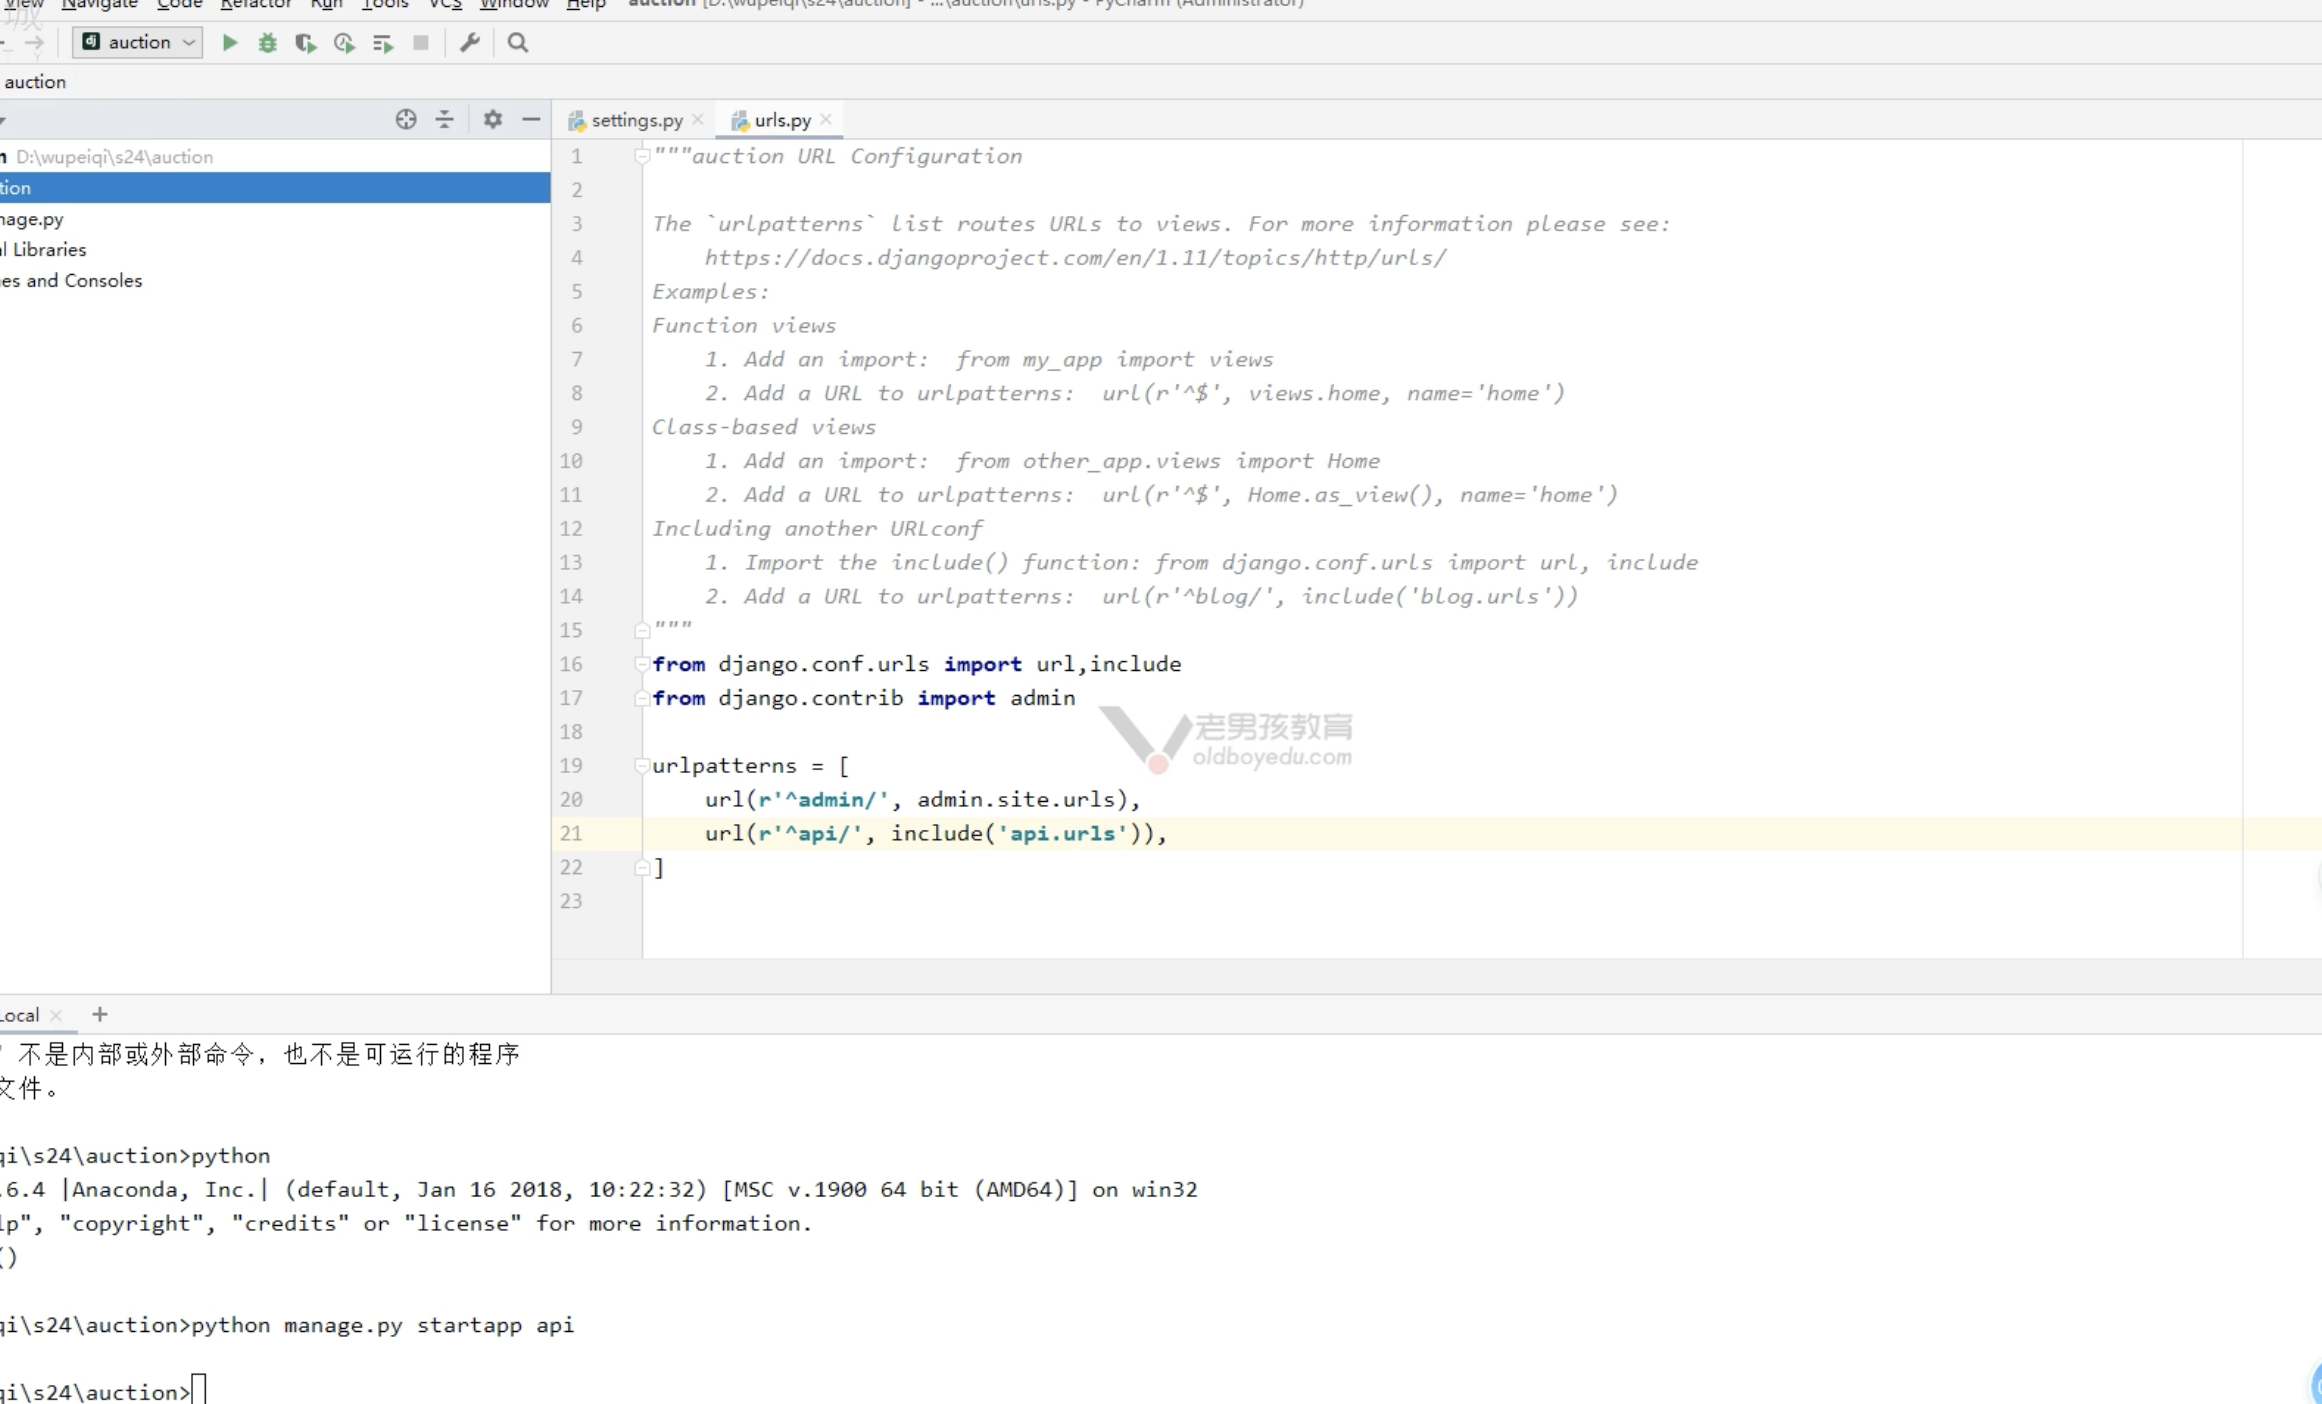 View Navigate Code Refactor Run Tools VCS Window Help auction [D:\wupeiqi\s24\auction] - ...\auction\urls.py - PyCharm (Administrator)
auction
auction
settings.py urls.py
D:\wupeiqi\s24\auction
tion
nage.py
l Libraries
es and Consoles
1 """auction URL Configuration
2
3 The `urlpatterns` list routes URLs to views. For more information please see:
4 https://docs.djangoproject.com/en/1.11/topics/http/urls/
5 Examples:
6 Function views
7 1. Add an import:  from my_app import views
8 2. Add a URL to urlpatterns:  url(r'^$', views.home, name='home')
9 Class-based views
10 1. Add an import:  from other_app.views import Home
11 2. Add a URL to urlpatterns:  url(r'^$', Home.as_view(), name='home')
12 Including another URLconf
13 1. Import the include() function: from django.conf.urls import url, include
14 2. Add a URL to urlpatterns:  url(r'^blog/', include('blog.urls'))
15 """
16 from django.conf.urls import url,include
17 from django.contrib import admin
18
19 urlpatterns = [
20 url(r'^admin/', admin.site.urls),
21 url(r'^api/', include('api.urls')),
22 ]
23
老男孩教育
oldboyedu.com
Local
' 不是内部或外部命令，也不是可运行的程序
文件。
qi\s24\auction>python
.6.4 |Anaconda, Inc.| (default, Jan 16 2018, 10:22:32) [MSC v.1900 64 bit (AMD64)] on win32
lp", "copyright", "credits" or "license" for more information.
()
qi\s24\auction>python manage.py startapp api
qi\s24\auction>